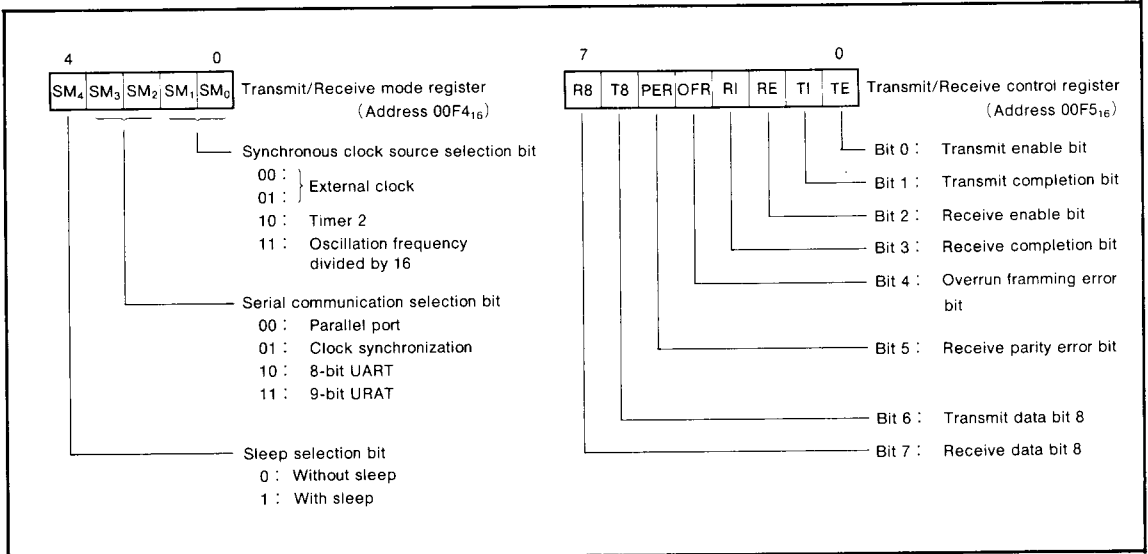 4 0
SM₄ SM₃ SM₂ SM₁ SM₀ Transmit/Receive mode register
(Address 00F4₁₆)
Synchronous clock source selection bit
00 :
01 :
External clock
10 : Timer 2
11 : Oscillation frequency
divided by 16
Serial communication selection bit
00 : Parallel port
01 : Clock synchronization
10 : 8-bit UART
11 : 9-bit URAT
Sleep selection bit
0 : Without sleep
1 : With sleep
7 0
R8 T8 PER OFR RI RE TI TE Transmit/Receive control register
(Address 00F5₁₆)
Bit 0 : Transmit enable bit
Bit 1 : Transmit completion bit
Bit 2 : Receive enable bit
Bit 3 : Receive completion bit
Bit 4 : Overrun framming error
bit
Bit 5 : Receive parity error bit
Bit 6 : Transmit data bit 8
Bit 7 : Receive data bit 8